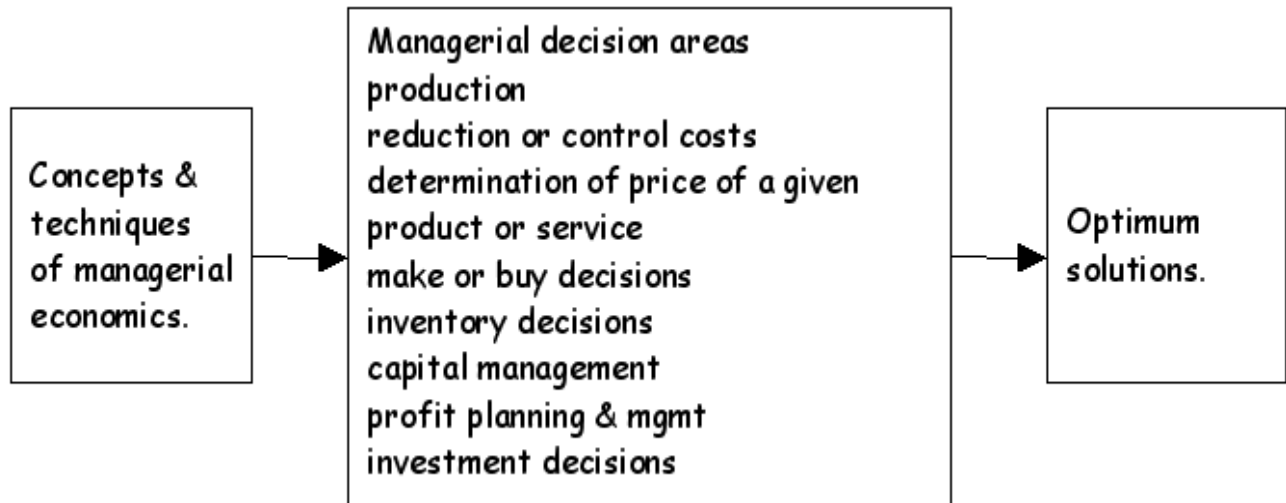 Concepts &
techniques
of managerial
economics.
Managerial decision areas
production
reduction or control costs
determination of price of a given
product or service
make or buy decisions
inventory decisions
capital management
profit planning & mgmt
investment decisions
Optimum
solutions.